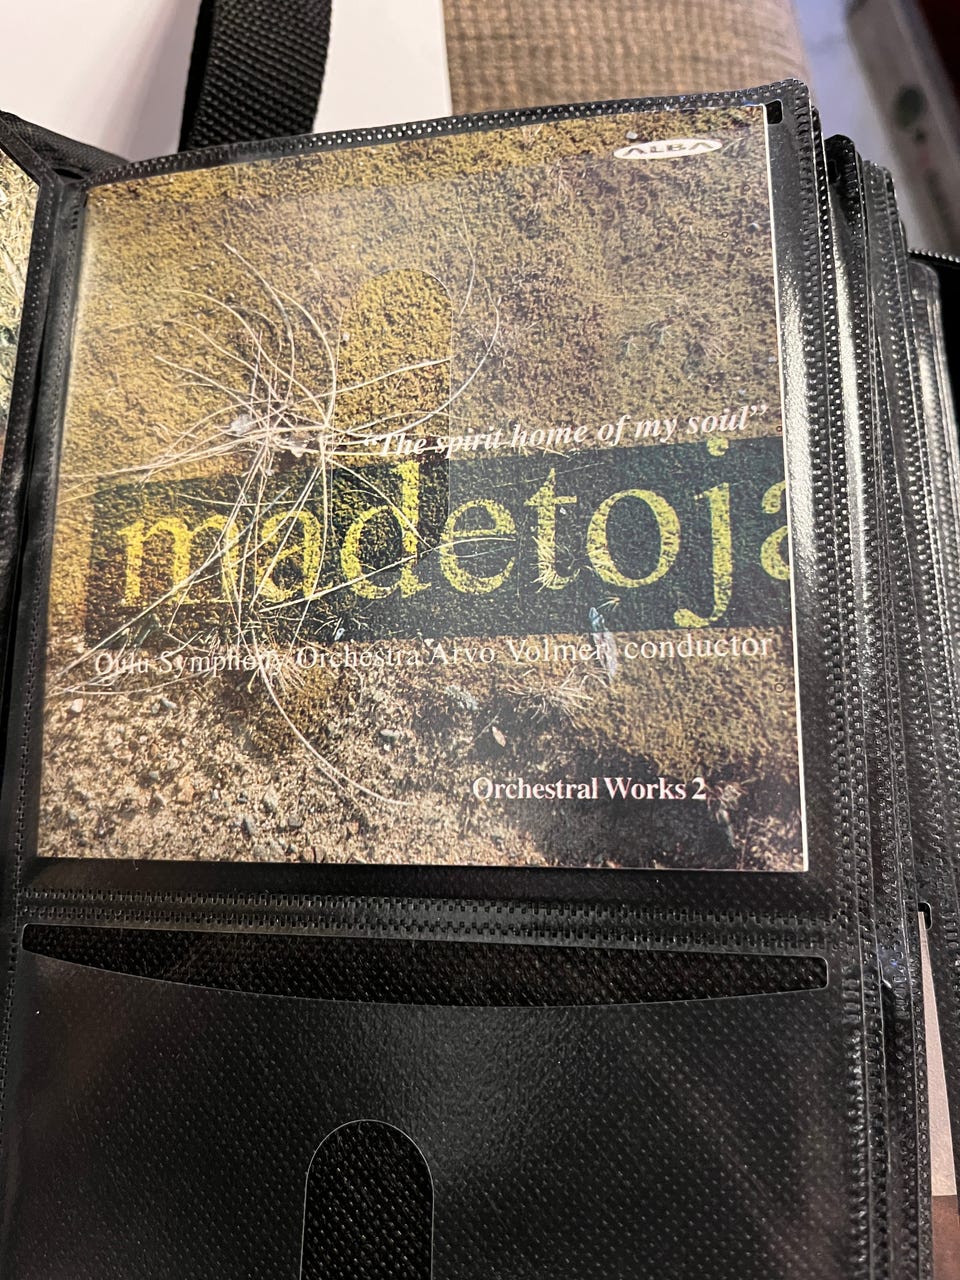 ALBA
“The spirit home of my soul”
madetoja
Oulu Symphony Orchestra Arvo Volmer, conductor
Orchestral Works 2